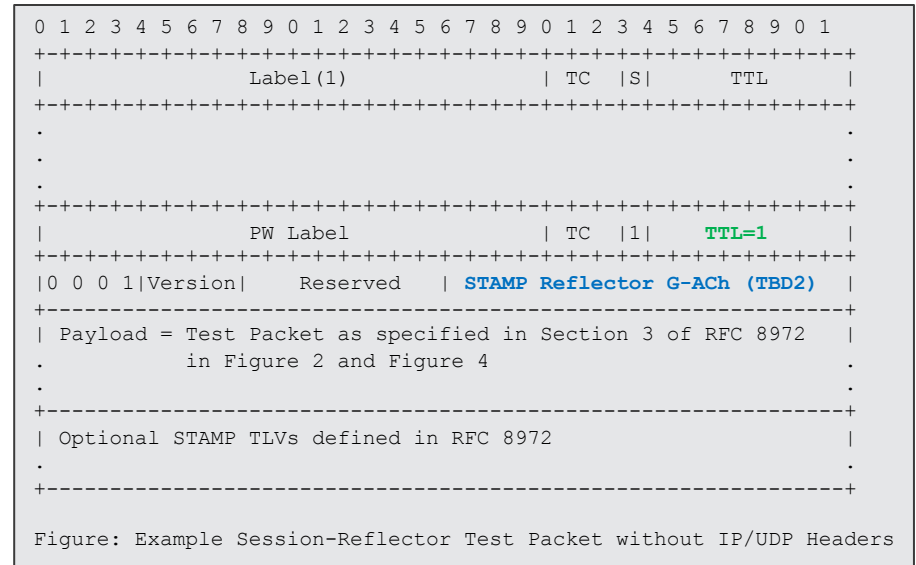 0 1 2 3 4 5 6 7 8 9 0 1 2 3 4 5 6 7 8 9 0 1 2 3 4 5 6 7 8 9 0 1
+-+-+-+-+-+-+-+-+-+-+-+-+-+-+-+-+-+-+-+-+-+-+-+-+-+-+-+-+-+-+-+-+
|                Label(1)               | TC  |S|      TTL      |
+-+-+-+-+-+-+-+-+-+-+-+-+-+-+-+-+-+-+-+-+-+-+-+-+-+-+-+-+-+-+-+-+
.                                                               .
.                                                               .
.                                                               .
+-+-+-+-+-+-+-+-+-+-+-+-+-+-+-+-+-+-+-+-+-+-+-+-+-+-+-+-+-+-+-+-+
|                PW Label               | TC  |1|    TTL=1      |
+-+-+-+-+-+-+-+-+-+-+-+-+-+-+-+-+-+-+-+-+-+-+-+-+-+-+-+-+-+-+-+-+
|0 0 0 1|Version|    Reserved   | STAMP Reflector G-ACh (TBD2)  |
+---------------------------------------------------------------+
| Payload = Test Packet as specified in Section 3 of RFC 8972   |
.           in Figure 2 and Figure 4                            .
.                                                               .
+---------------------------------------------------------------+
| Optional STAMP TLVs defined in RFC 8972                       |
.                                                               .
+---------------------------------------------------------------+
Figure: Example Session-Reflector Test Packet without IP/UDP Headers